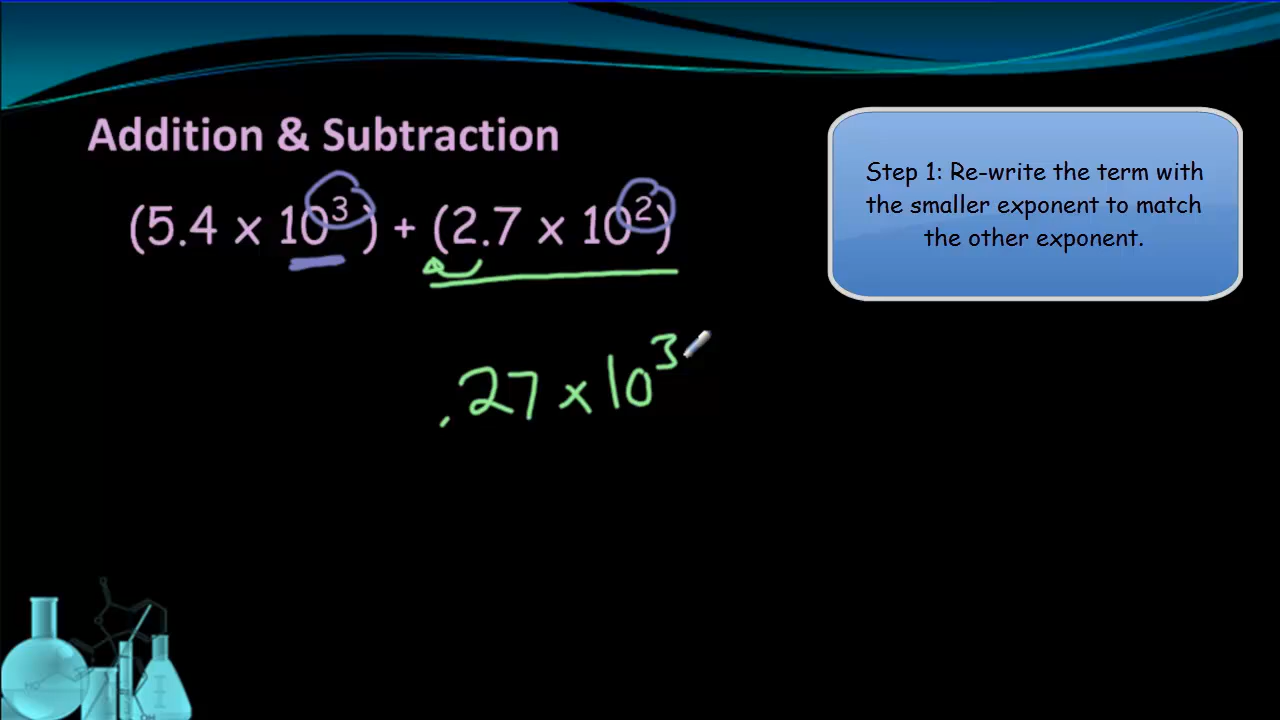 Addition & Subtraction
(5.4 x 10³) + (2.7 x 10²)
.27 x 10³
Step 1: Re-write the term with
the smaller exponent to match
the other exponent.